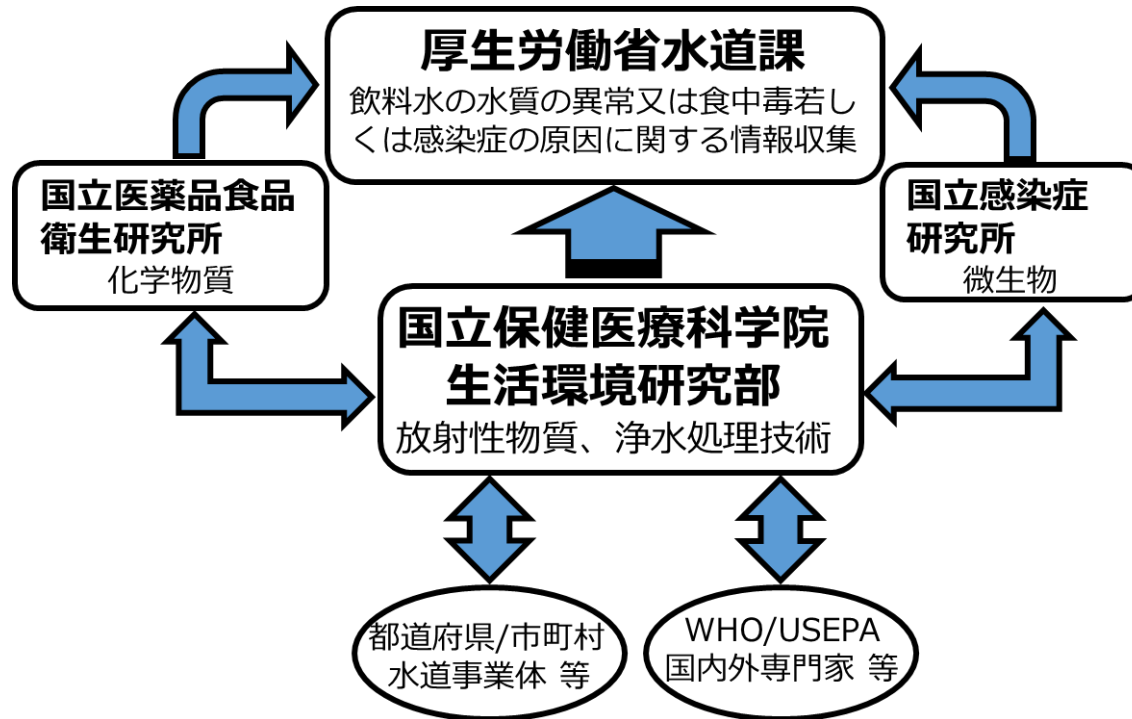 厚生労働省水道課
飲料水の水質の異常又は食中毒若し
くは感染症の原因に関する情報収集
国立医薬品食品
衛生研究所
化学物質
国立感染症
研究所
微生物
国立保健医療科学院
生活環境研究部
放射性物質、浄水処理技術
都道府県/市町村
水道事業体 等
WHO/USEPA
国内外専門家 等